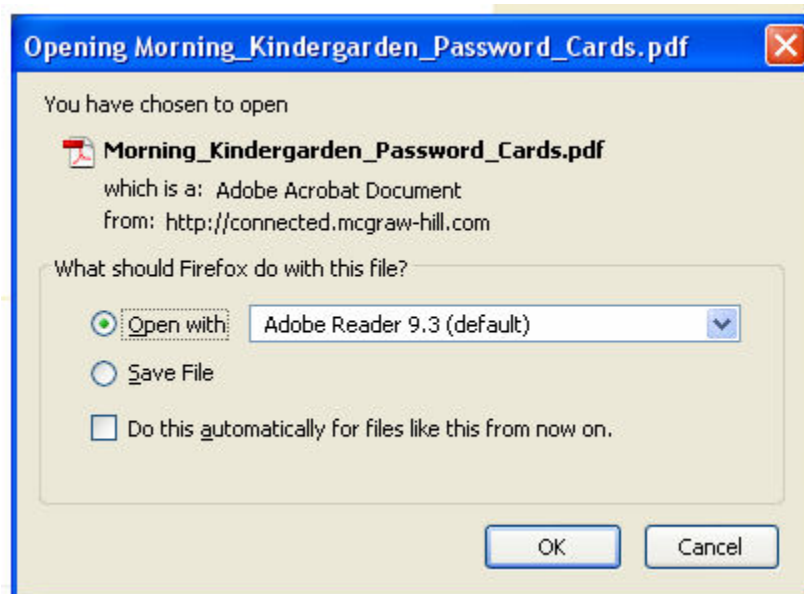 Opening Morning_Kindergarden_Password_Cards.pdf
You have chosen to open
Morning_Kindergarden_Password_Cards.pdf
which is a: Adobe Acrobat Document
from: http://connected.mcgraw-hill.com
What should Firefox do with this file?
Open with Adobe Reader 9.3 (default)
Save File
Do this automatically for files like this from now on.
OK Cancel